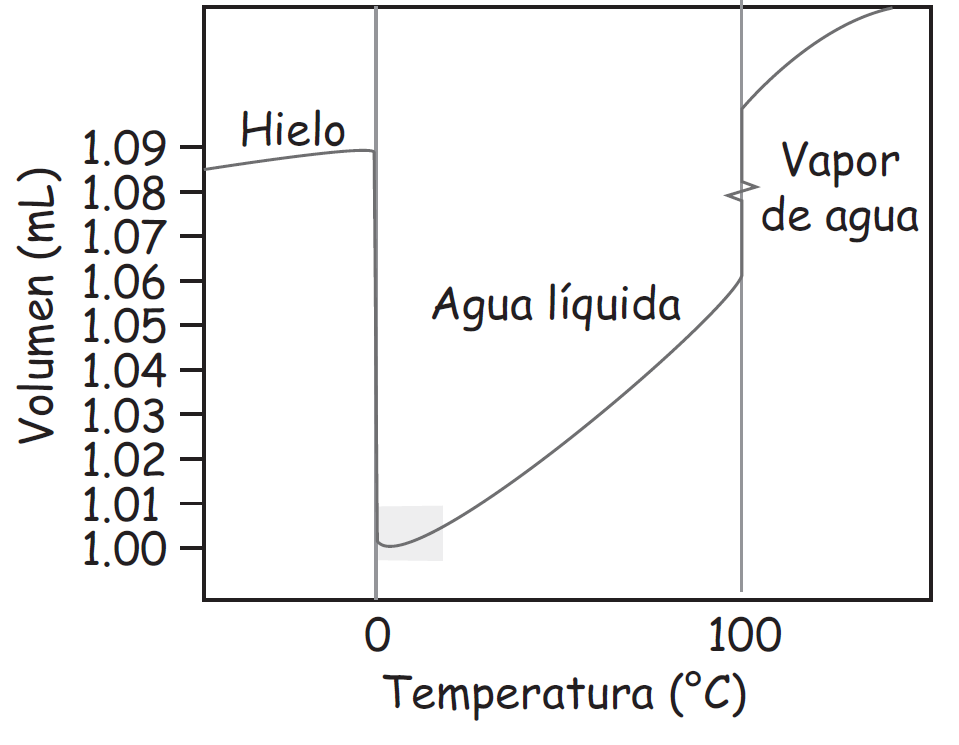 Hielo
1.09
1.08
1.07
1.06
1.05
1.04
1.03
1.02
1.01
1.00
Volumen (mL)
Agua líquida
Vapor
de agua
0
100
Temperatura (°C)